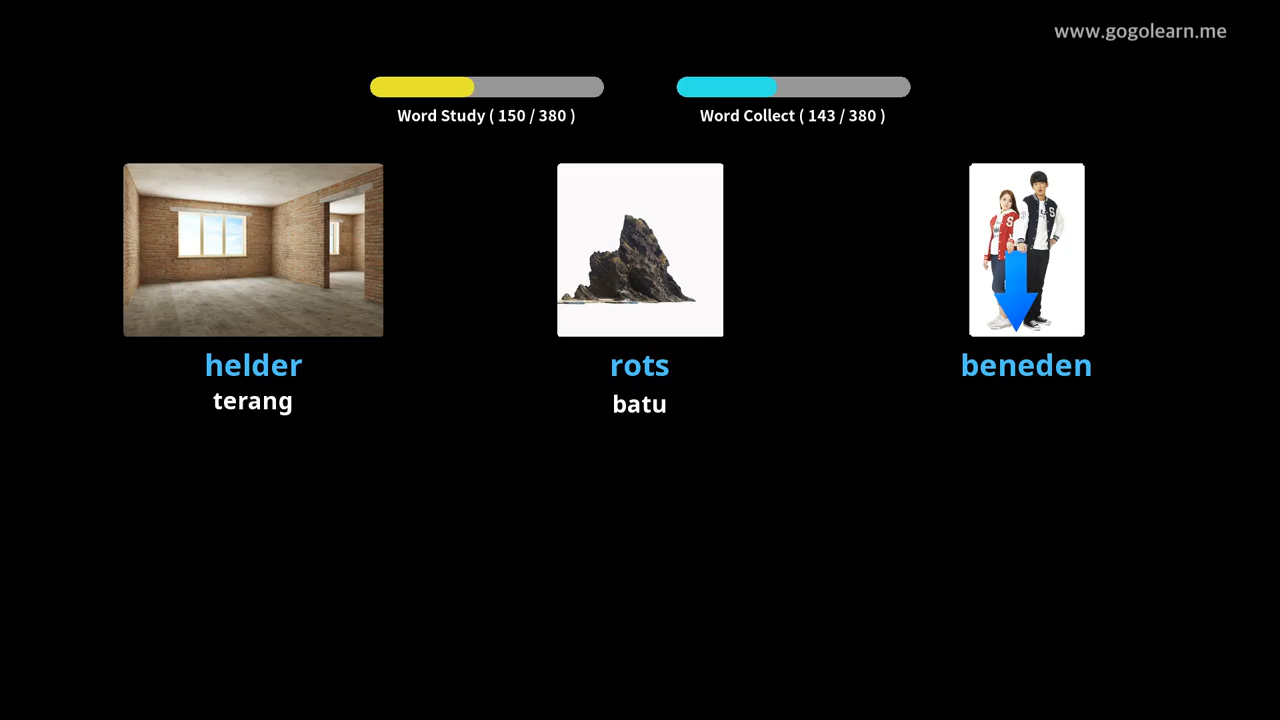 www.gogolearn.me
Word Study ( 150 / 380 )
Word Collect ( 143 / 380 )
helder
terang
rots
batu
beneden